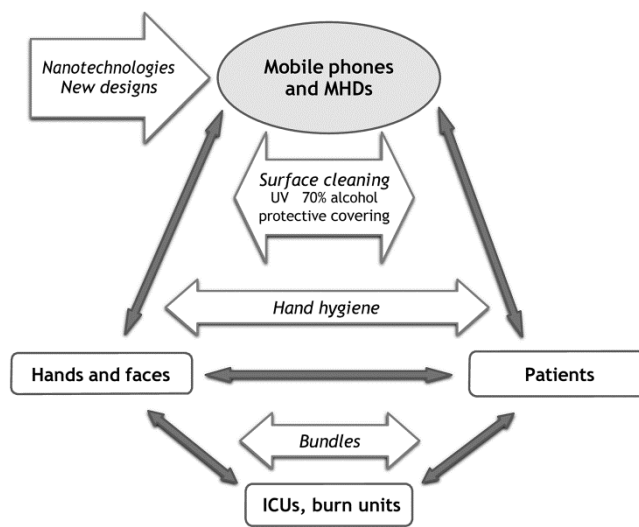 Nanotechnologies
New designs
Mobile phones
and MHDs
Surface cleaning
UV   70% alcohol
protective covering
Hand hygiene
Hands and faces
Patients
Bundles
ICUs, burn units